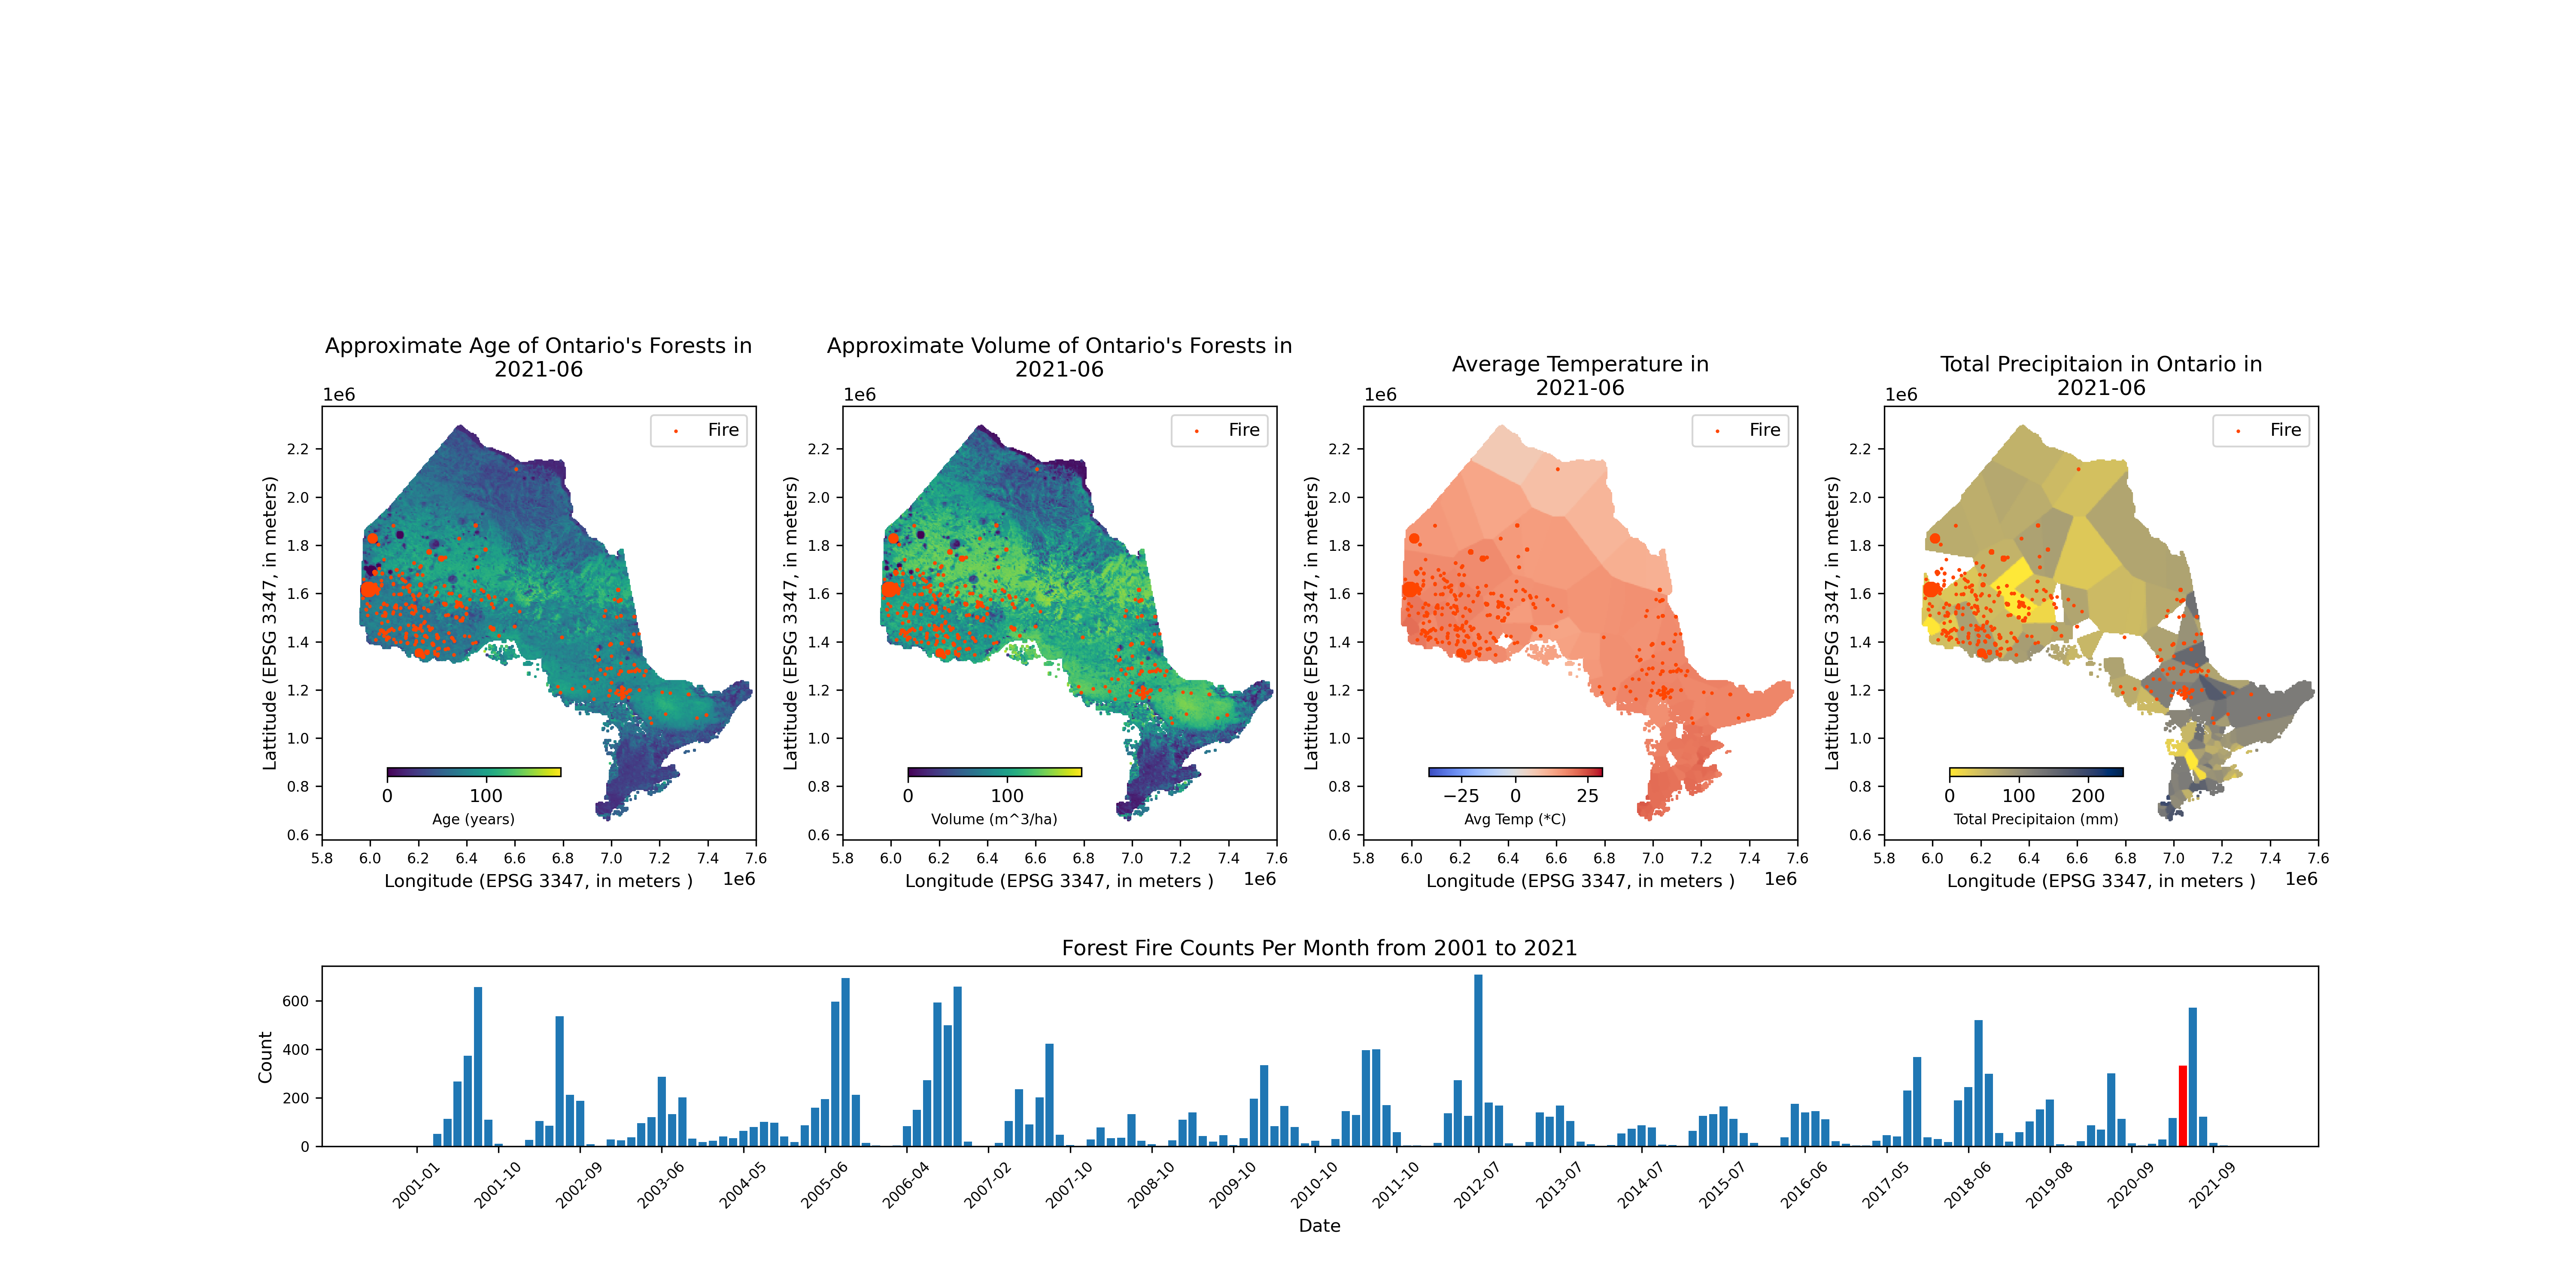 Approximate Age of Ontario's Forests in
2021-06
1e6
Fire
2.2
2.0
1.8
1.6
1.4
1.2
1.0
0.8
0.6
Lattitude (EPSG 3347, in meters)
0 100
Age (years)
5.8 6.0 6.2 6.4 6.6 6.8 7.0 7.2 7.4 7.6
Longitude (EPSG 3347, in meters )
1e6
Approximate Volume of Ontario's Forests in
2021-06
1e6
Fire
2.2
2.0
1.8
1.6
1.4
1.2
1.0
0.8
0.6
Lattitude (EPSG 3347, in meters)
0 100
Volume (m^3/ha)
5.8 6.0 6.2 6.4 6.6 6.8 7.0 7.2 7.4 7.6
Longitude (EPSG 3347, in meters )
1e6
Average Temperature in
2021-06
1e6
Fire
2.2
2.0
1.8
1.6
1.4
1.2
1.0
0.8
0.6
Lattitude (EPSG 3347, in meters)
−25 0 25
Avg Temp (*C)
5.8 6.0 6.2 6.4 6.6 6.8 7.0 7.2 7.4 7.6
Longitude (EPSG 3347, in meters )
1e6
Total Precipitaion in Ontario in
2021-06
1e6
Fire
2.2
2.0
1.8
1.6
1.4
1.2
1.0
0.8
0.6
Lattitude (EPSG 3347, in meters)
0 100 200
Total Precipitaion (mm)
5.8 6.0 6.2 6.4 6.6 6.8 7.0 7.2 7.4 7.6
Longitude (EPSG 3347, in meters )
1e6
Forest Fire Counts Per Month from 2001 to 2021
600
400
200
0
Count
2001-01 2001-10 2002-09 2003-06 2004-05 2005-06 2006-04 2007-02 2007-10 2008-10 2009-10 2010-10 2011-10 2012-07 2013-07 2014-07 2015-07 2016-06 2017-05 2018-06 2019-08 2020-09 2021-09
Date